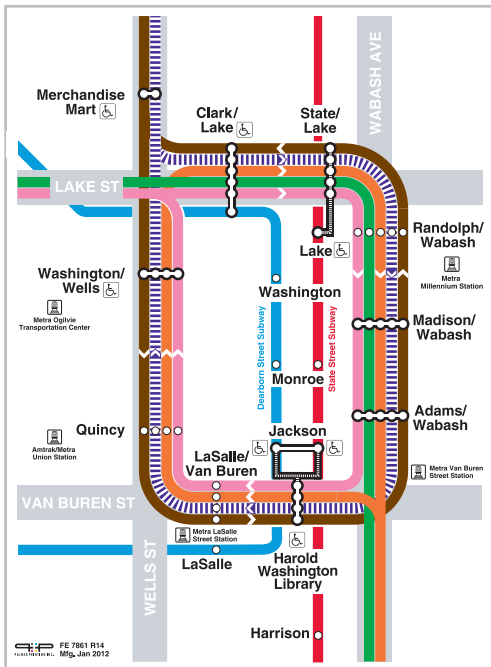 WABASH AVE
Merchandise
Mart
Clark/
Lake
State/
Lake
LAKE ST
Randolph/
Wabash
Lake
Metra
Millennium Station
Washington/
Wells
Washington
Metra Ogilvie
Transportation Center
Dearborn Street Subway
State Street Subway
Madison/
Wabash
Monroe
Quincy
Jackson
Adams/
Wabash
Amtrak/Metra
Union Station
LaSalle/
Van Buren
Metra Van Buren
Street Station
VAN BUREN ST
Metra LaSalle
Street Station
LaSalle
WELLS ST
Harold
Washington
Library
Harrison
FE 7861 R14
Mfg. Jan 2012